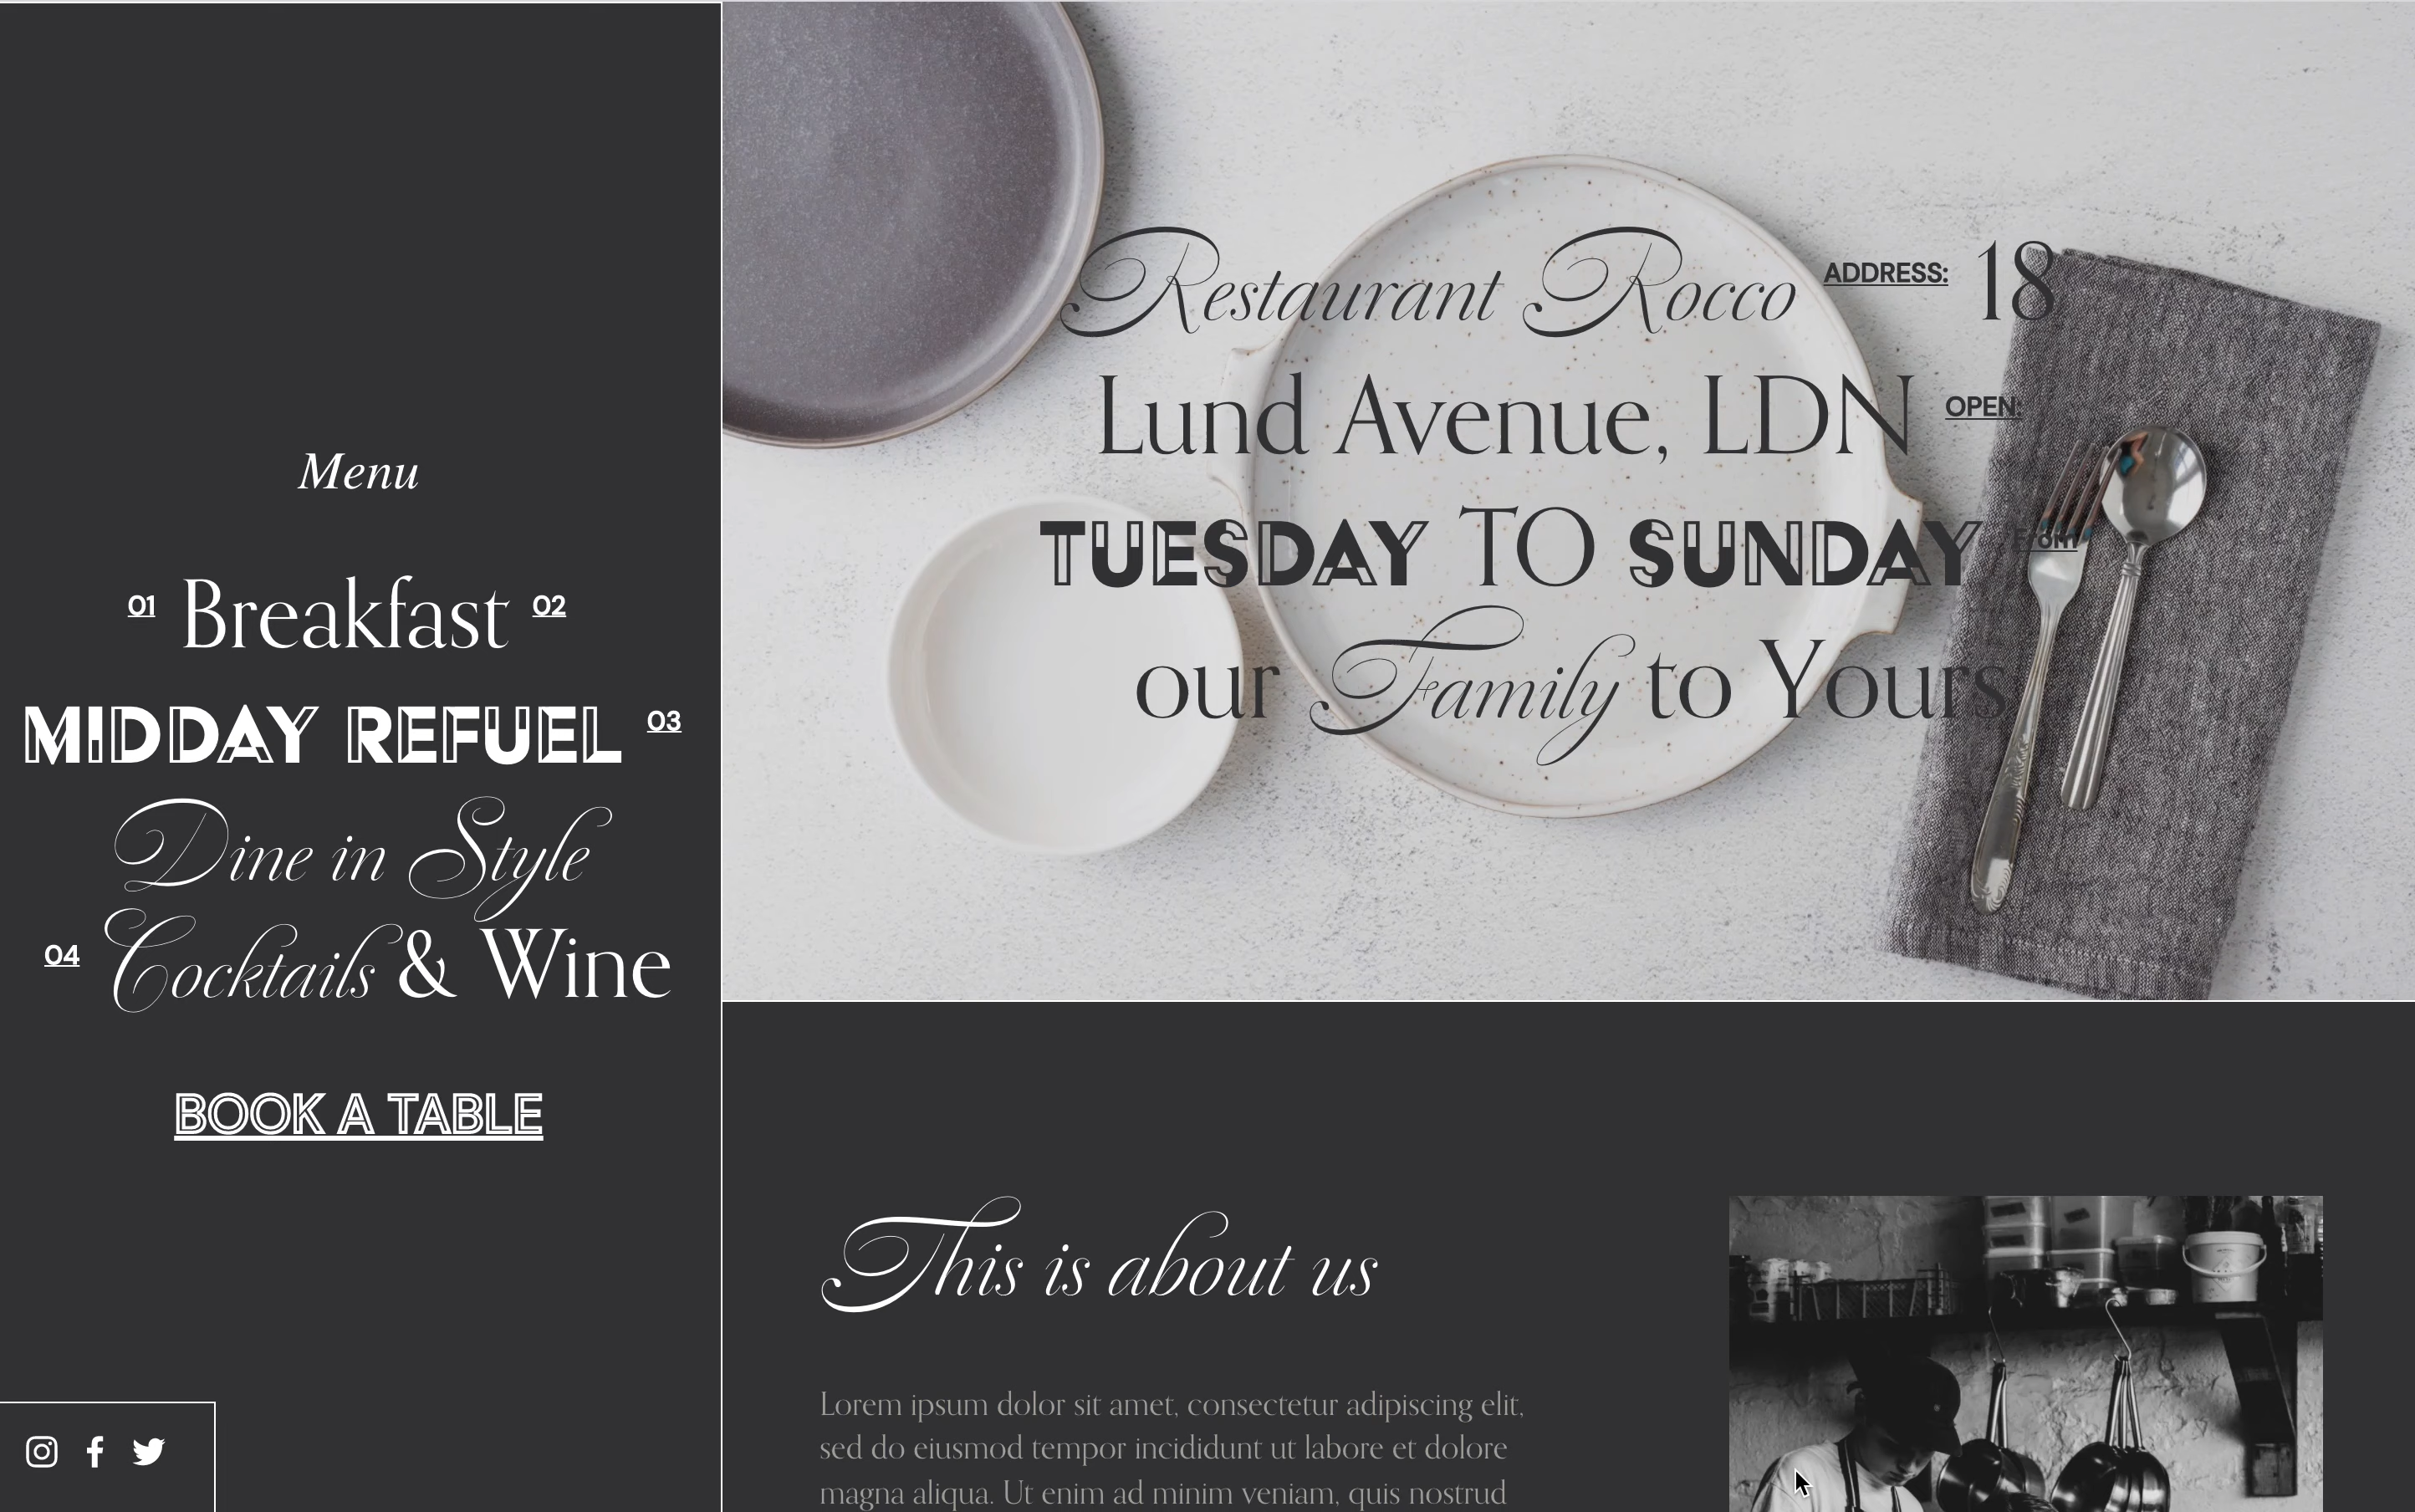 Menu
01 Breakfast 02
MIDDAY REFUEL 03
Dine in Style
04 Cocktails & Wine
BOOK A TABLE
Restaurant Rocco ADDRESS: 18
Lund Avenue, LDN OPEN:
TUESDAY TO SUNDAY From
our Family to Yours
This is about us
Lorem ipsum dolor sit amet, consectetur adipiscing elit,
sed do eiusmod tempor incididunt ut labore et dolore
magna aliqua. Ut enim ad minim veniam, quis nostrud